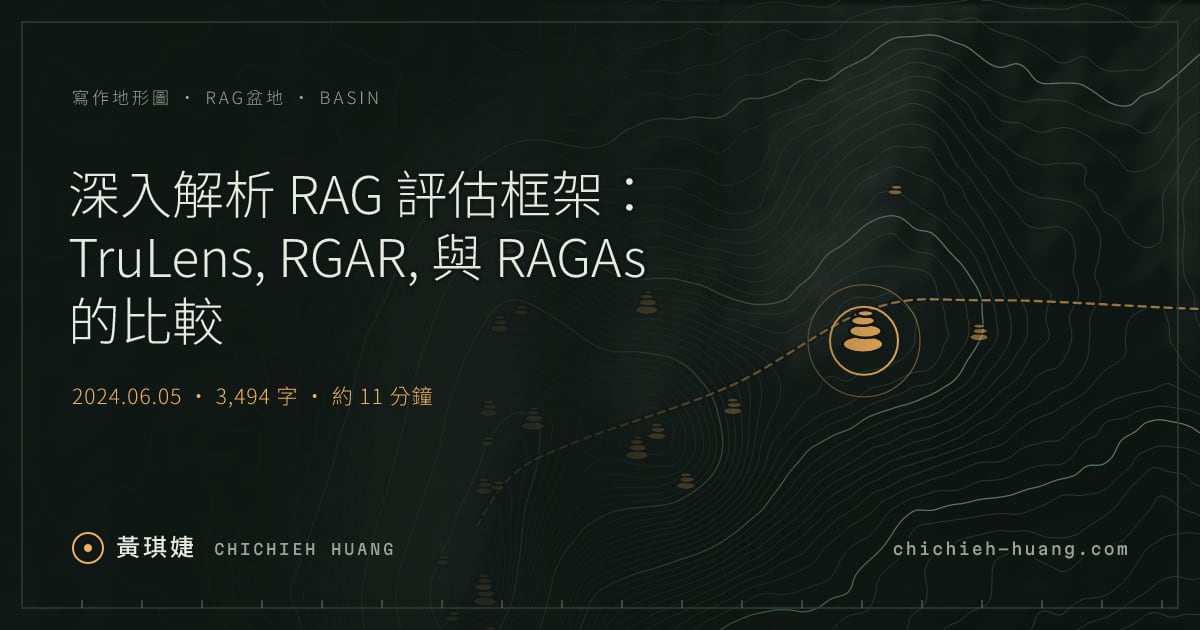 寫作地形圖 · RAG盆地 · BASIN
深入解析 RAG 評估框架：
TruLens, RGAR, 與 RAGAs
的比較
2024.06.05 · 3,494 字 · 約 11 分鐘
黃琪婕 CHICHIEH HUANG
chichieh-huang.com